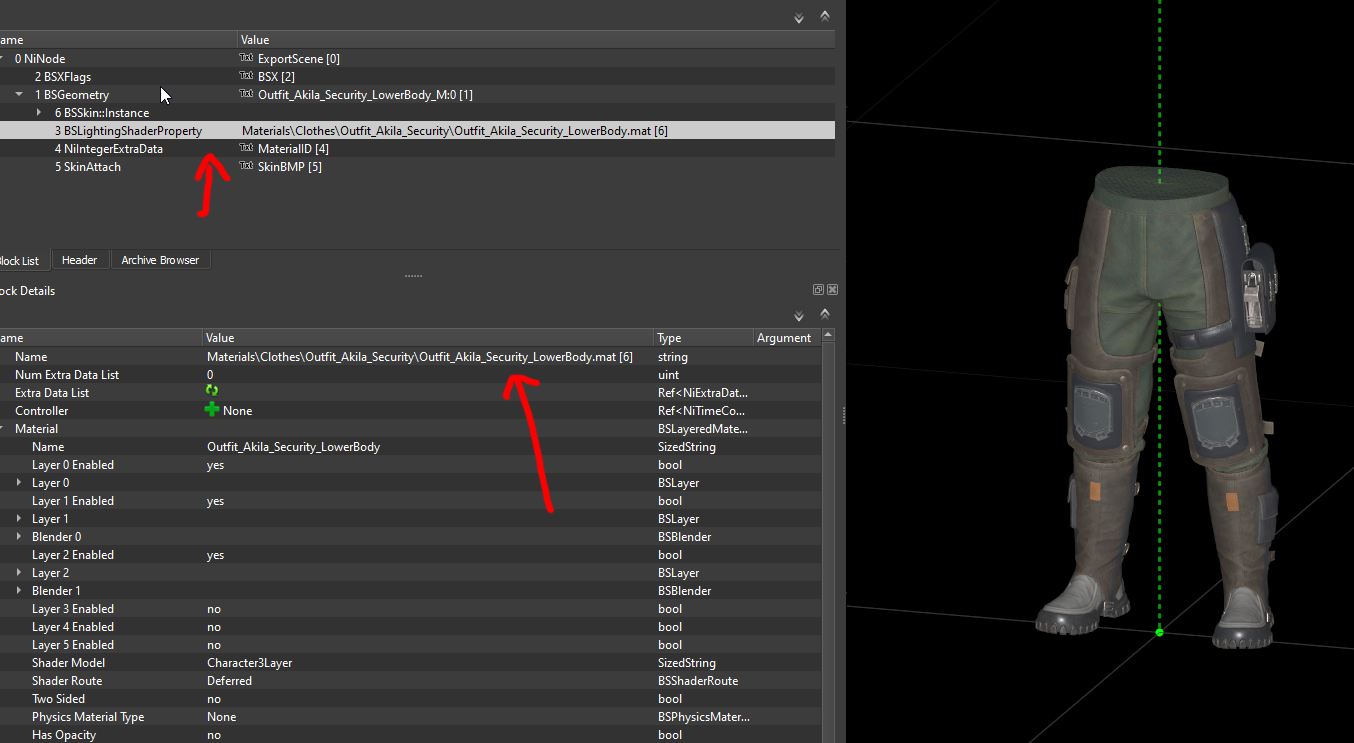 ame Value
0 NiNode Txt ExportScene [0]
2 BSXFlags Txt BSX [2]
1 BSGeometry Txt Outfit_Akila_Security_LowerBody_M:0 [1]
6 BSSkin::Instance
3 BSLightingShaderProperty Materials\Clothes\Outfit_Akila_Security\Outfit_Akila_Security_LowerBody.mat [6]
4 NiIntegerExtraData Txt MaterialID [4]
5 SkinAttach Txt SkinBMP [5]
lock List Header Archive Browser
ock Details
ame Value Type Argument
Name Materials\Clothes\Outfit_Akila_Security\Outfit_Akila_Security_LowerBody.mat [6] string
Num Extra Data List 0 uint
Extra Data List Ref<NiExtraDat...
Controller None Ref<NiTimeCo...
Material BSLayeredMate...
Name Outfit_Akila_Security_LowerBody SizedString
Layer 0 Enabled yes bool
Layer 0 BSLayer
Layer 1 Enabled yes bool
Layer 1 BSLayer
Blender 0 BSBlender
Layer 2 Enabled yes bool
Layer 2 BSLayer
Blender 1 BSBlender
Layer 3 Enabled no bool
Layer 4 Enabled no bool
Layer 5 Enabled no bool
Shader Model Character3Layer SizedString
Shader Route Deferred BSShaderRoute
Two Sided no bool
Physics Material Type None BSPhysicsMater...
Has Opacity no bool